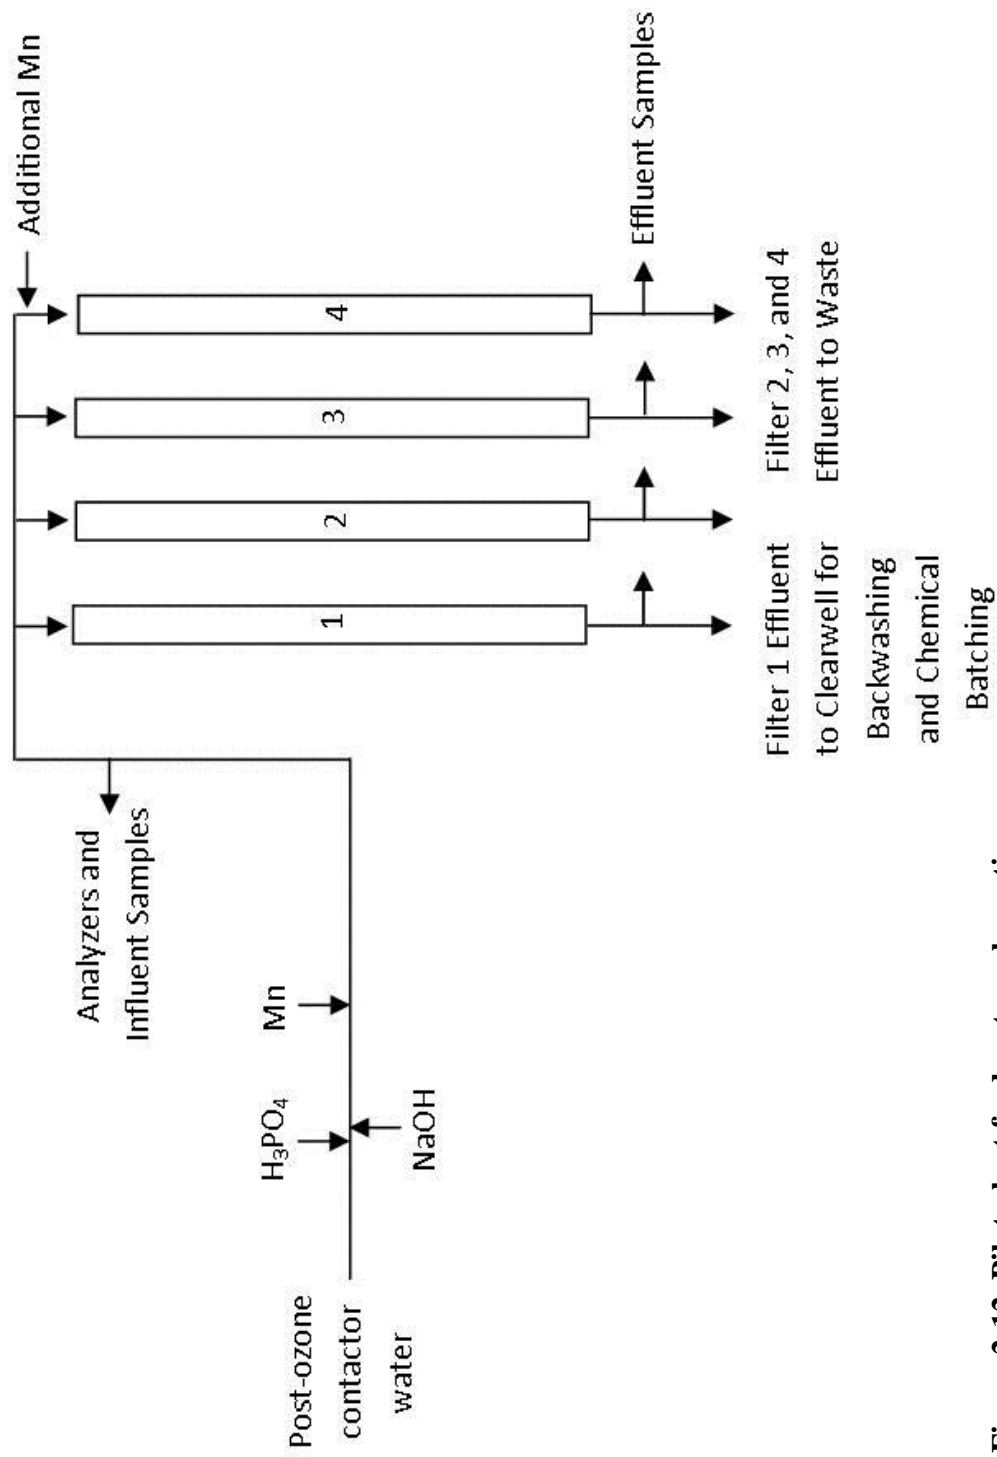 Additional Mn
Analyzers and
Influent Samples
H₃PO₄
Mn
NaOH
Post-ozone
contactor
water
1
2
3
4
Effluent Samples
Filter 1 Effluent
to Clearwell for
Backwashing
and Chemical
Batching
Filter 2, 3, and 4
Effluent to Waste